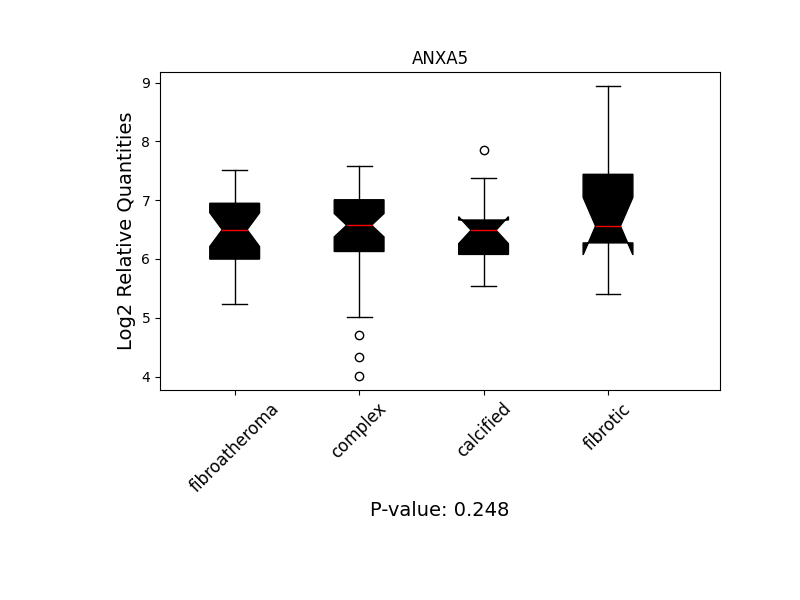 ANXA5
Log2 Relative Quantities
9
8
7
6
5
4
fibroatheroma
complex
calcified
fibrotic
P-value: 0.248